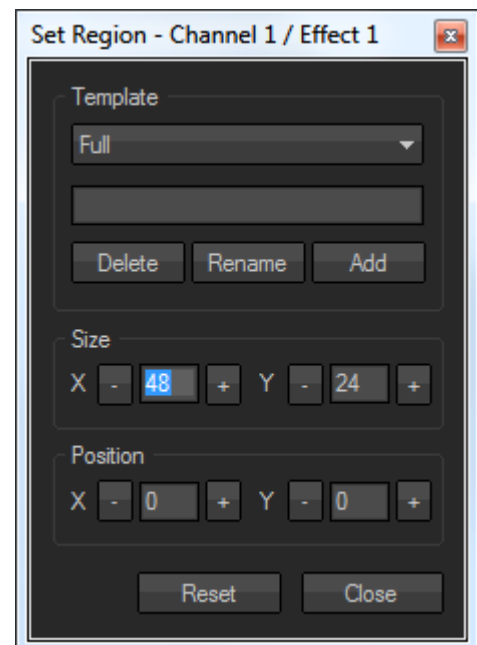 Set Region - Channel 1 / Effect 1
Template
Full
Delete Rename Add
Size
X - 48 + Y - 24 +
Position
X - 0 + Y - 0 +
Reset Close